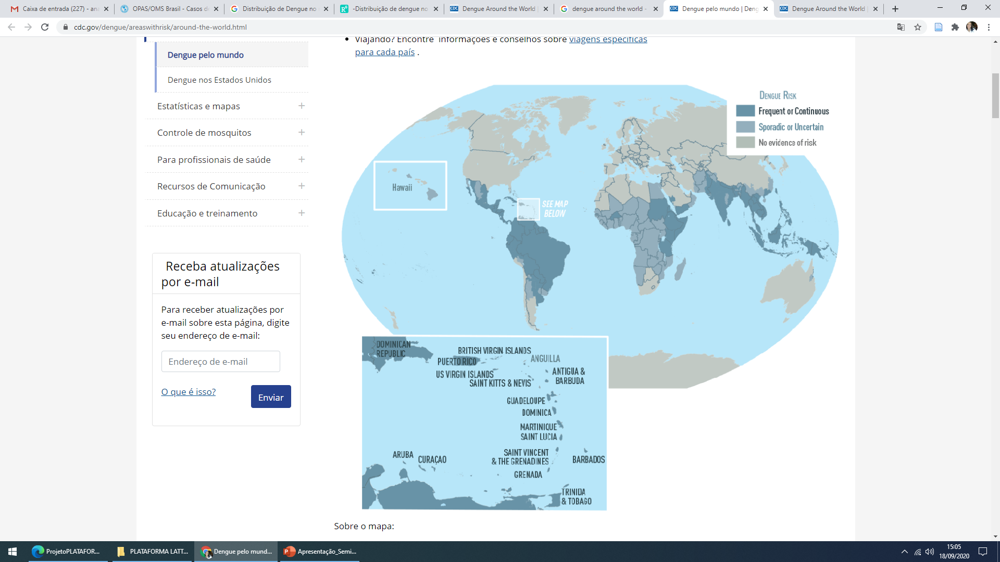 Caixa de entrada (227) - ana
OPAS/OMS Brasil - Casos de
Distribuição de Dengue no
-Distribuição de dengue no
Dengue Around the World |
dengue around the world -
Dengue pelo mundo | Deng
Dengue Around the World |
cdc.gov/dengue/areaswithrisk/around-the-world.html
Dengue pelo mundo
Dengue nos Estados Unidos
Estatísticas e mapas
Controle de mosquitos
Para profissionais de saúde
Recursos de Comunicação
Educação e treinamento
Receba atualizações
por e-mail
Para receber atualizações por
e-mail sobre esta página, digite
seu endereço de e-mail:
Endereço de e-mail
O que é isso?
Enviar
Viajando? Encontre informações e conselhos sobre viagens específicas
para cada país .
DENGUE RISK
Frequent or Continuous
Sporadic or Uncertain
No evidence of risk
Hawaii
SEE MAP
BELOW
DOMINICAN
REPUBLIC
BRITISH VIRGIN ISLANDS
PUERTO RICO
ANGUILLA
US VIRGIN ISLANDS
SAINT KITTS & NEVIS
ANTIGUA &
BARBUDA
GUADELOUPE
DOMINICA
MARTINIQUE
SAINT LUCIA
SAINT VINCENT
& THE GRENADINES
BARBADOS
ARUBA
CURAÇAO
GRENADA
TRINIDA
& TOBAGO
Sobre o mapa:
ProjetoPLATAFOR...
PLATAFORMA LATT...
Dengue pelo mund...
Apresentação_Semi...
15:05
18/09/2020